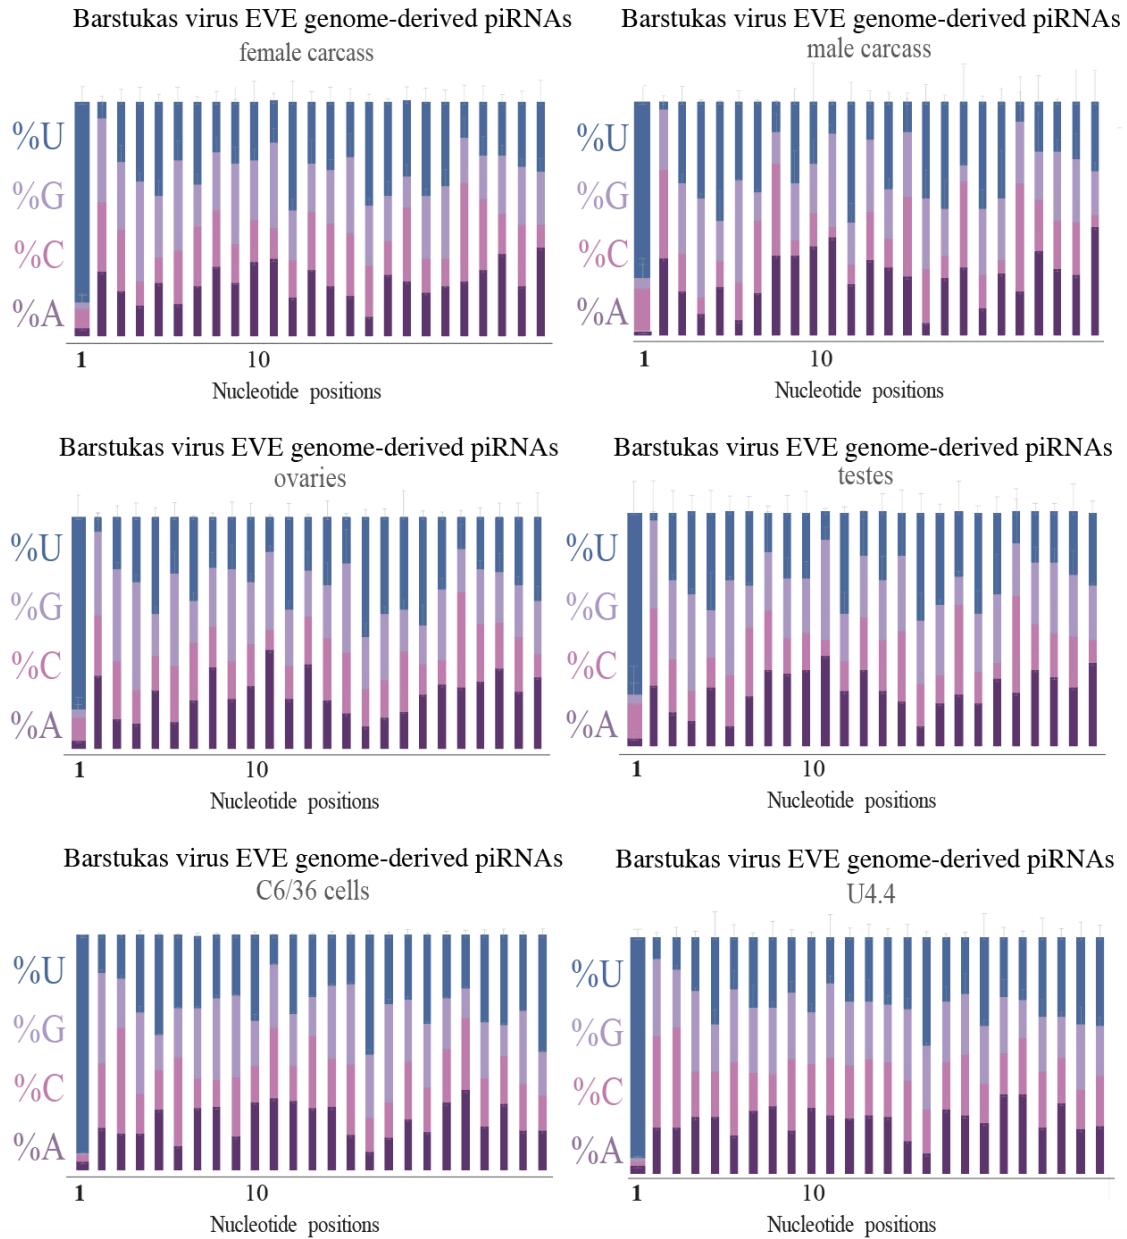 Barstukas virus EVE genome-derived piRNAs
female carcass
%U
%G
%C
%A
1 10
Nucleotide positions
Barstukas virus EVE genome-derived piRNAs
male carcass
%U
%G
%C
%A
1 10
Nucleotide positions
Barstukas virus EVE genome-derived piRNAs
ovaries
%U
%G
%C
%A
1 10
Nucleotide positions
Barstukas virus EVE genome-derived piRNAs
testes
%U
%G
%C
%A
1 10
Nucleotide positions
Barstukas virus EVE genome-derived piRNAs
C6/36 cells
%U
%G
%C
%A
1 10
Nucleotide positions
Barstukas virus EVE genome-derived piRNAs
U4.4
%U
%G
%C
%A
1 10
Nucleotide positions